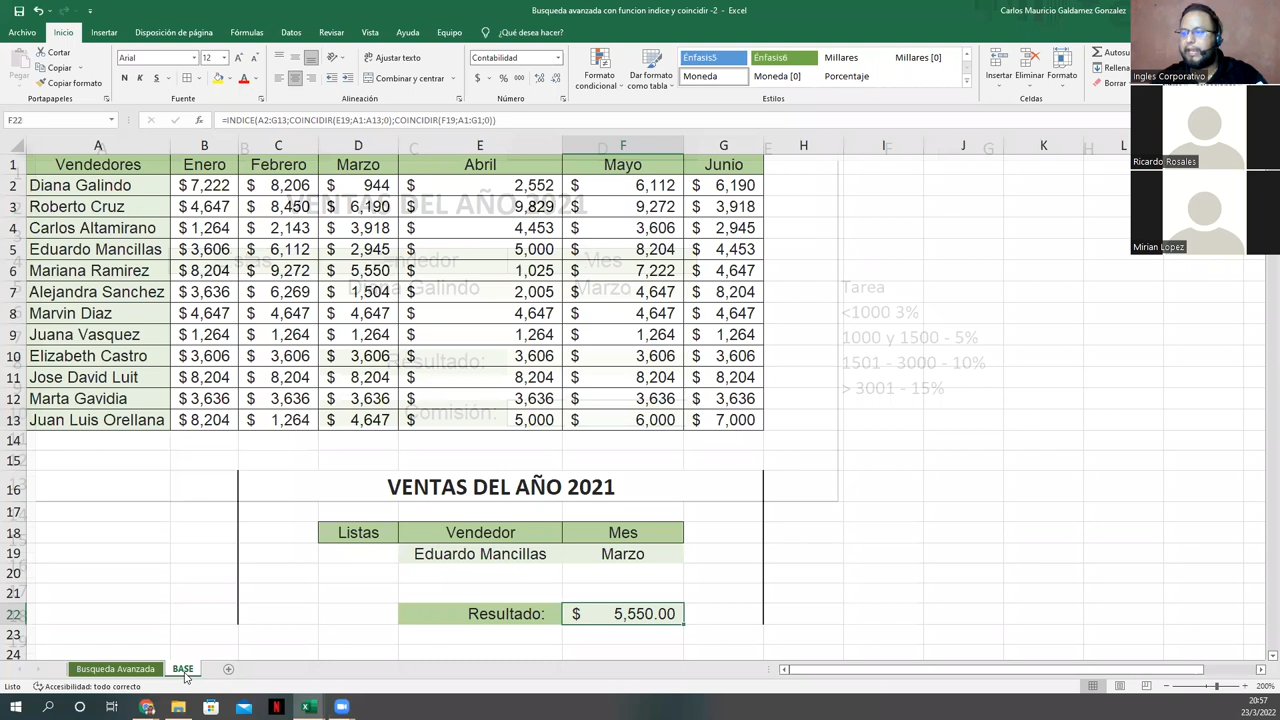 Busqueda avanzada con funcion indice y coincidir -2 - Excel
Carlos Mauricio Galdamez Gonzalez
Archivo Inicio Insertar Disposición de página Fórmulas Datos Revisar Vista Ayuda Equipo ¿Qué desea hacer?
Pegar Cortar Copiar Copiar formato
Arial 12
N K S
Ajustar texto
Combinar y centrar
Contabilidad
Formato condicional
Dar formato como tabla
Énfasis5 Énfasis6 Millares Millares [0]
Moneda Moneda [0] Porcentaje
Insertar Eliminar Formato
Autosuma
Rellenar
Borrar
Portapapeles Fuente Alineación Número Estilos Celdas
F22 =INDICE(A2:G13;COINCIDIR(E19;A1:A13;0);COINCIDIR(F19;A1:G1;0))
A B C D E F G H I J K L
1 Vendedores Enero Febrero Marzo Abril Mayo Junio
2 Diana Galindo $ 7,222 $ 8,206 $ 944 $ 2,552 $ 6,112 $ 6,190
3 Roberto Cruz $ 4,647 $ 8,450 $ 6,190 $ 9,829 $ 9,272 $ 3,918
4 Carlos Altamirano $ 1,264 $ 2,143 $ 3,918 $ 4,453 $ 3,606 $ 2,945
5 Eduardo Mancillas $ 3,606 $ 6,112 $ 2,945 $ 5,000 $ 8,204 $ 4,453
6 Mariana Ramirez $ 8,204 $ 9,272 $ 5,550 $ 1,025 $ 7,222 $ 4,647
7 Alejandra Sanchez $ 3,636 $ 6,269 $ 1,504 $ 2,005 $ 4,647 $ 8,204
8 Marvin Diaz $ 4,647 $ 4,647 $ 4,647 $ 4,647 $ 4,647 $ 4,647
9 Juana Vasquez $ 1,264 $ 1,264 $ 1,264 $ 1,264 $ 1,264 $ 1,264
10 Elizabeth Castro $ 3,606 $ 3,606 $ 3,606 $ 3,606 $ 3,606 $ 3,606
11 Jose David Luit $ 8,204 $ 8,204 $ 8,204 $ 8,204 $ 8,204 $ 8,204
12 Marta Gavidia $ 3,636 $ 3,636 $ 3,636 $ 3,636 $ 3,636 $ 3,636
13 Juan Luis Orellana $ 8,204 $ 1,264 $ 4,647 $ 5,000 $ 6,000 $ 7,000
14
15
16 VENTAS DEL AÑO 2021
17
18 Listas Vendedor Mes
19 Eduardo Mancillas Marzo
20
21
22 Resultado: $ 5,550.00
23
24
VENTAS DEL AÑO 2021
Vendedor Mes
Diana Galindo Marzo
Resultado:
Comisión:
Tarea
<1000 3%
1000 y 1500 - 5%
1501 - 3000 - 10%
> 3001 - 15%
Ingles Corporativo
Ricardo Rosales
Mirian Lopez
Busqueda Avanzada BASE
Listo Accesibilidad: todo correcto
200%
20:57
23/3/2022